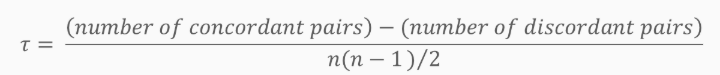 τ = (number of concordant pairs) − (number of discordant pairs)
n(n − 1)/2